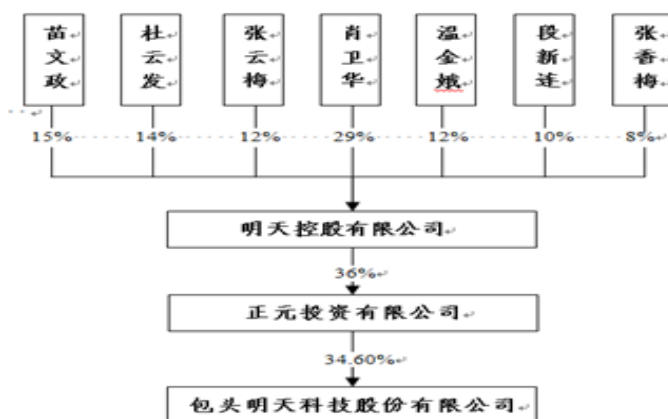 苗文政
杜云发
张云梅
肖卫华
温金娥
段新连
张香梅
15%
14%
12%
29%
12%
10%
8%
明天控股有限公司
36%
正元投资有限公司
34.60%
包头明天科技股份有限公司